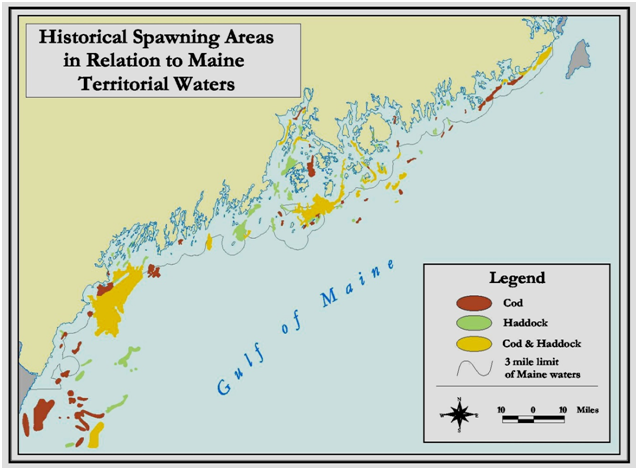 Historical Spawning Areas
in Relation to Maine
Territorial Waters
Gulf of Maine
Legend
Cod
Haddock
Cod & Haddock
3 mile limit
of Maine waters
N
W
E
S
10 0 10 Miles